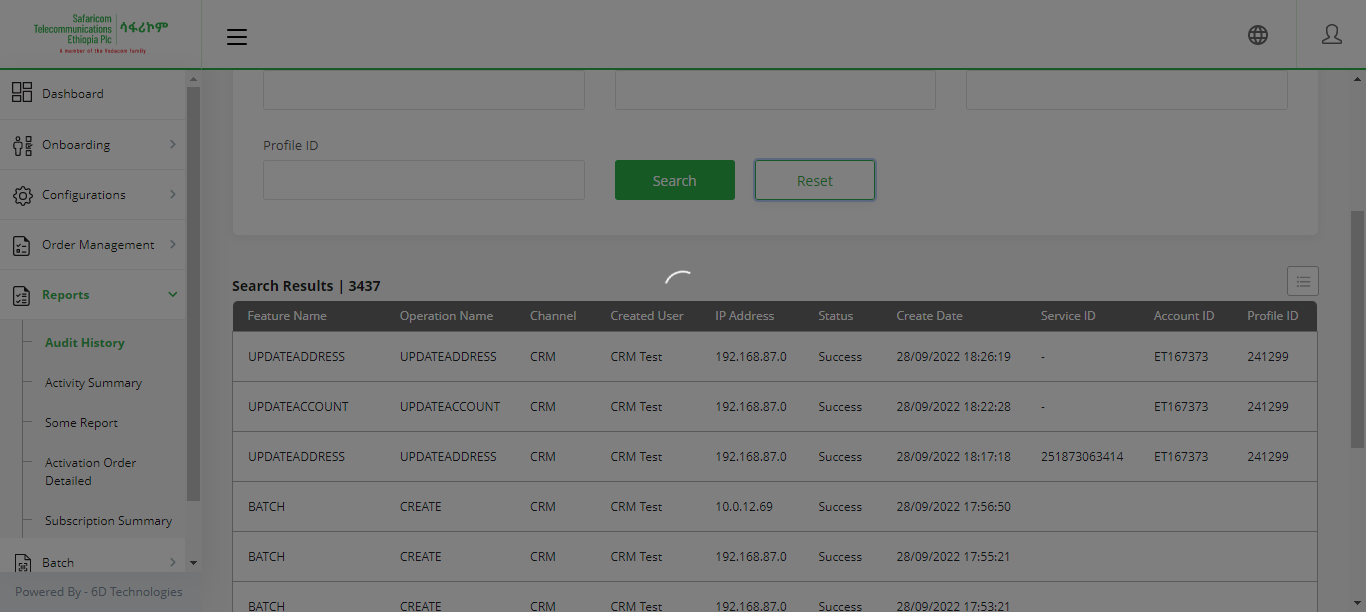 Safaricom
Telecommunications
Ethiopia Plc
ሳፋሪኮም
A member of the Vodacom family
Dashboard
Onboarding
Configurations
Order Management
Reports
Audit History
Activity Summary
Some Report
Activation Order
Detailed
Subscription Summary
Batch
Powered By - 6D Technologies
Profile ID
Search
Reset
Search Results | 3437
Feature Name Operation Name Channel Created User IP Address Status Create Date Service ID Account ID Profile ID
UPDATEADDRESS UPDATEADDRESS CRM CRM Test 192.168.87.0 Success 28/09/2022 18:26:19 - ET167373 241299
UPDATEACCOUNT UPDATEACCOUNT CRM CRM Test 192.168.87.0 Success 28/09/2022 18:22:28 - ET167373 241299
UPDATEADDRESS UPDATEADDRESS CRM CRM Test 192.168.87.0 Success 28/09/2022 18:17:18 251873063414 ET167373 241299
BATCH CREATE CRM CRM Test 10.0.12.69 Success 28/09/2022 17:56:50
BATCH CREATE CRM CRM Test 192.168.87.0 Success 28/09/2022 17:55:21
BATCH CREATE CRM CRM Test 192.168.87.0 Success 28/09/2022 17:53:21